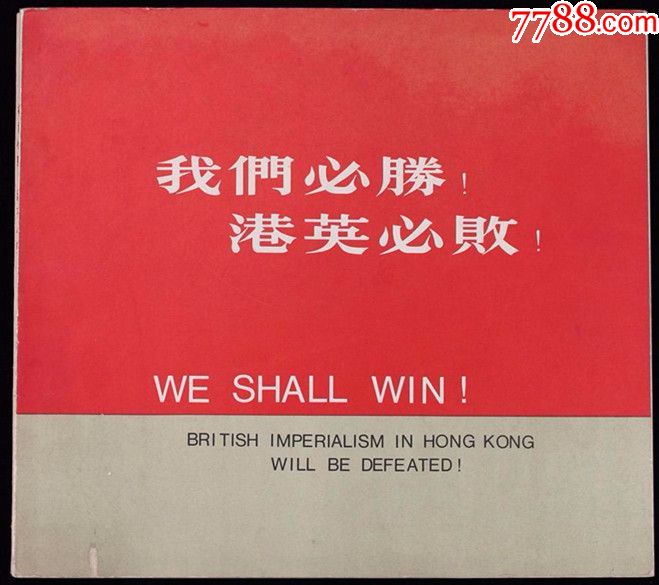 7788.com
我們必勝！
港英必敗！
WE SHALL WIN!
BRITISH IMPERIALISM IN HONG KONG
WILL BE DEFEATED!